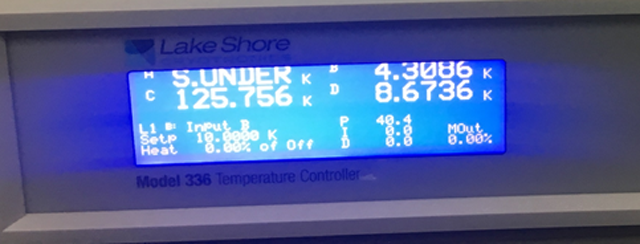 Lake Shore
CRYOTRONICS
A S.UNDER K B 4.3086 K
C 125.756 K D 8.6736 K
L1 B: Input B P 40.4
Setp 10.0000 K I 0.0 MOut
Heat 0.00% of Off D 0.0 0.00%
Model 336 Temperature Controller